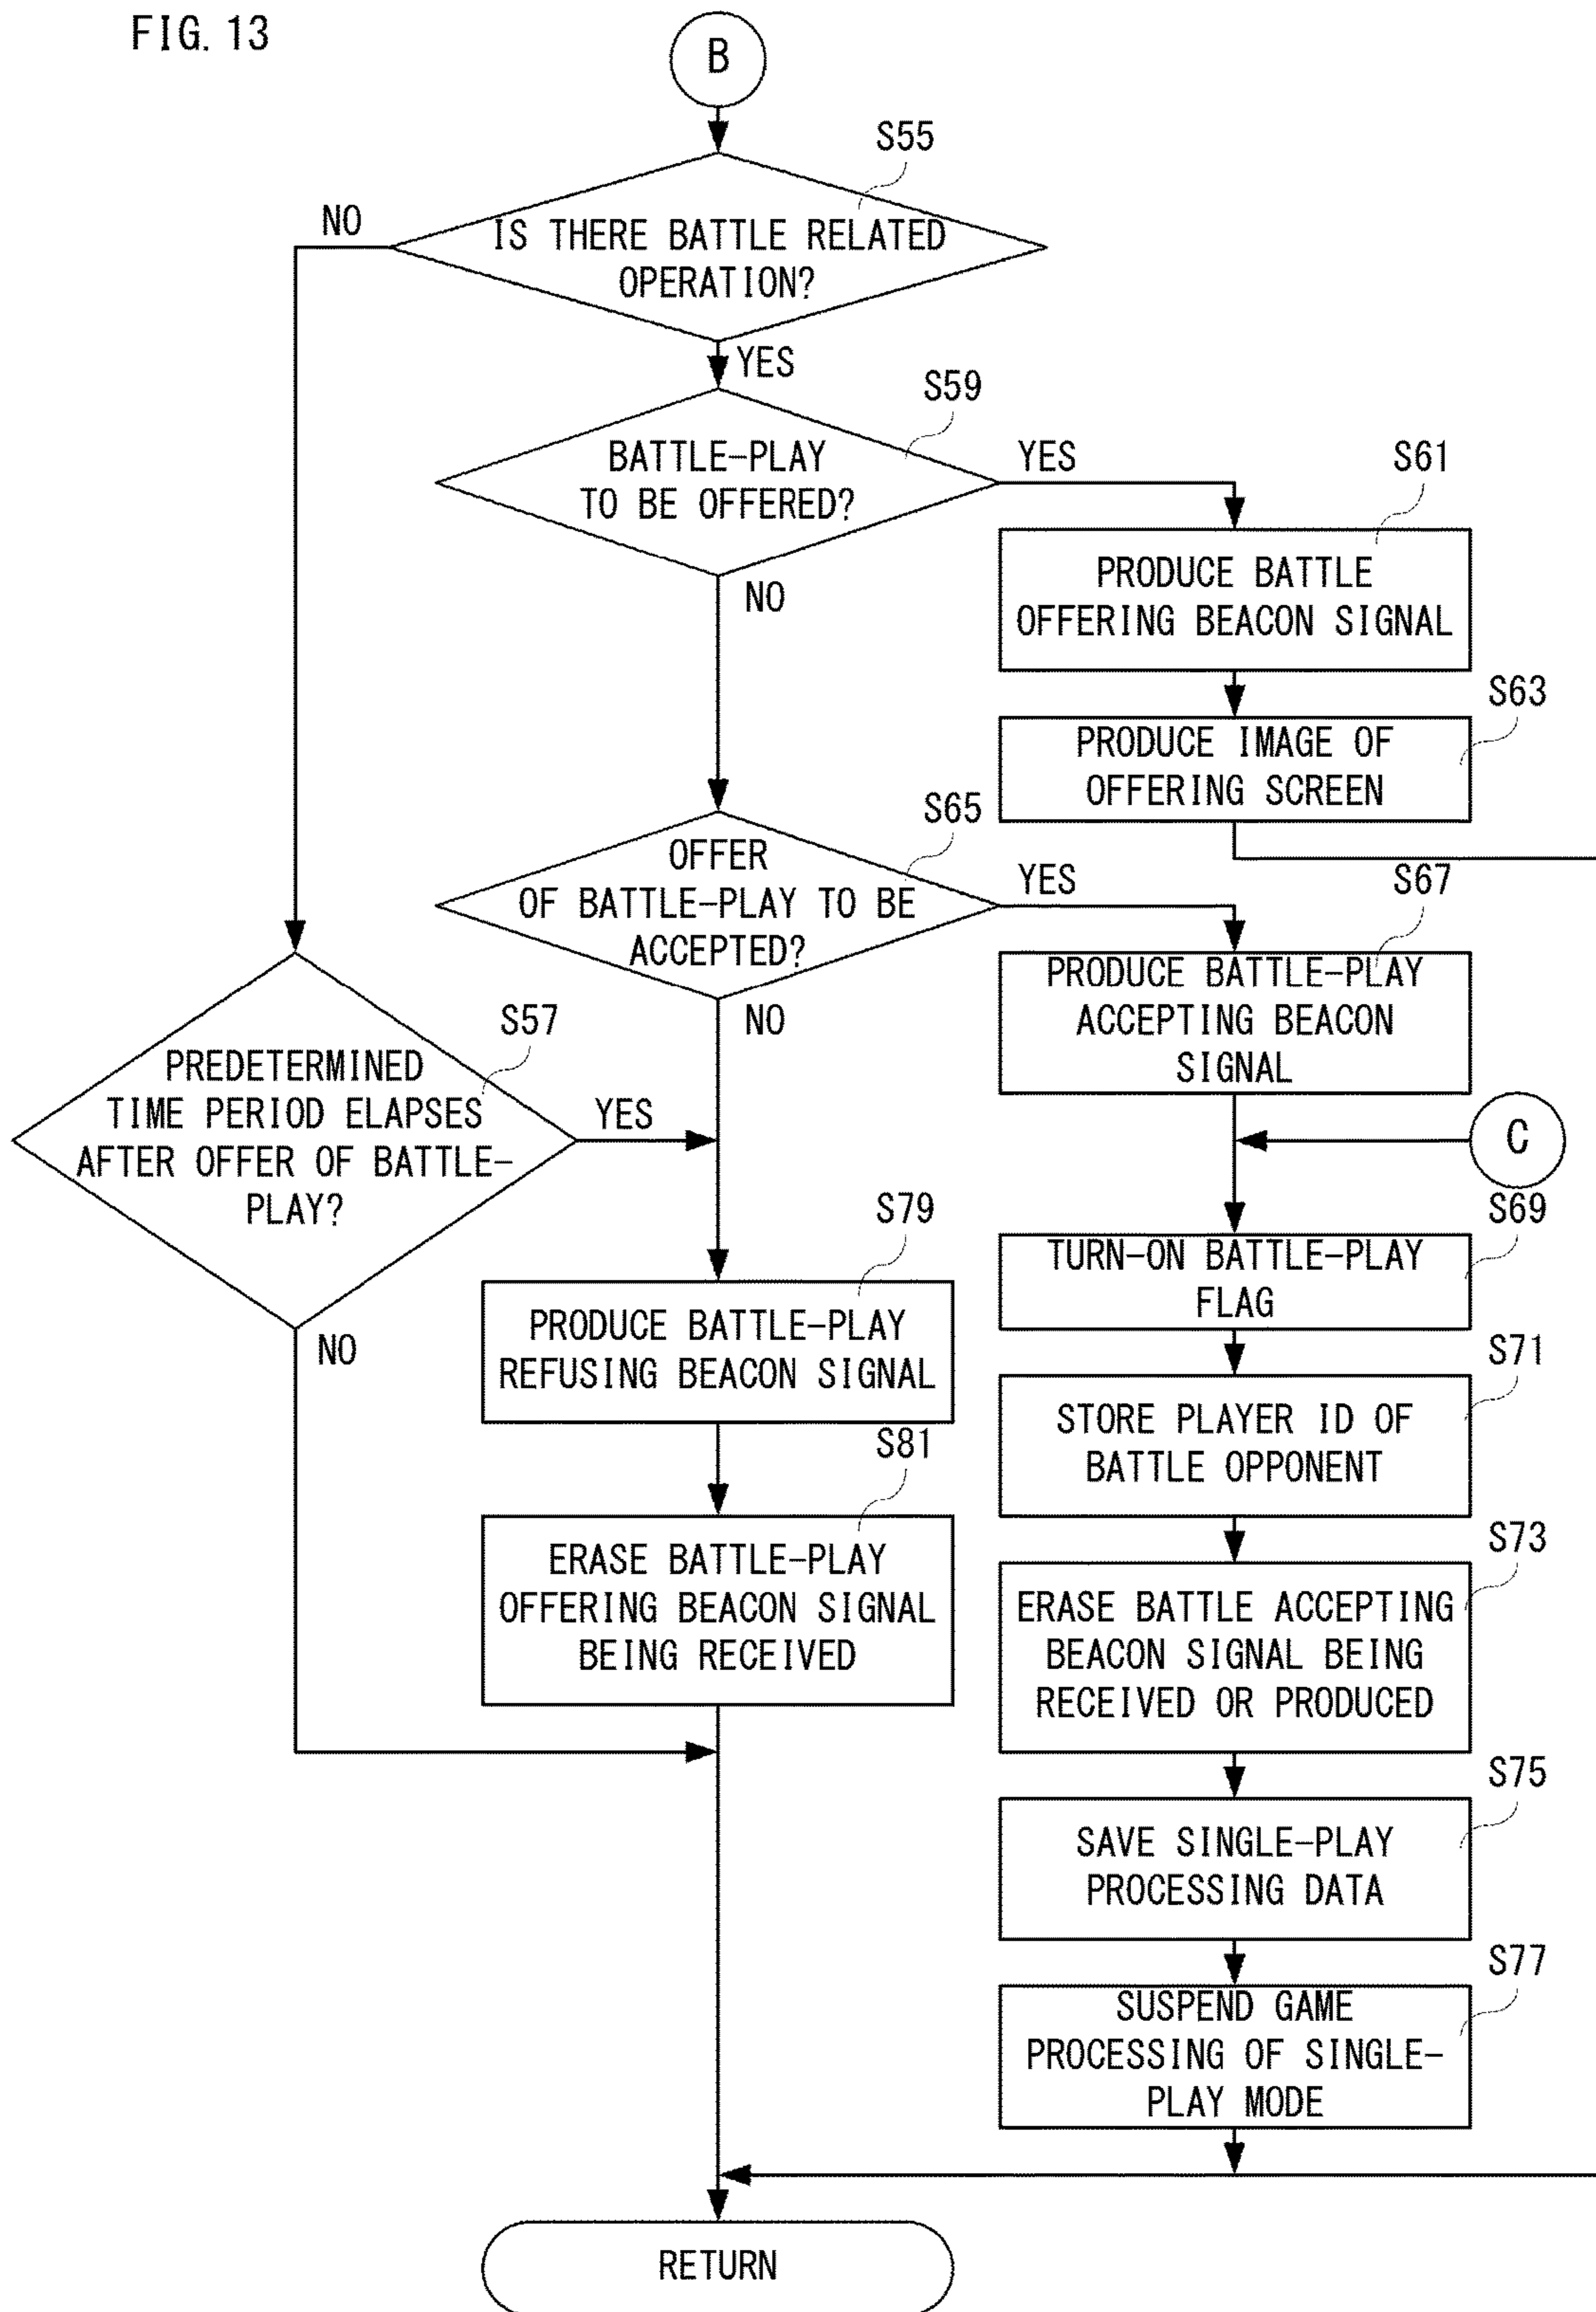 FIG. 13
B
S55
NO
IS THERE BATTLE RELATED
OPERATION?
YES
S59
BATTLE-PLAY
TO BE OFFERED?
YES
NO
S61
PRODUCE BATTLE
OFFERING BEACON SIGNAL
S63
PRODUCE IMAGE OF
OFFERING SCREEN
S65
OFFER
OF BATTLE-PLAY TO BE
ACCEPTED?
YES
NO
S67
PRODUCE BATTLE-PLAY
ACCEPTING BEACON
SIGNAL
S57
PREDETERMINED
TIME PERIOD ELAPSES
AFTER OFFER OF BATTLE-
PLAY?
YES
NO
C
S69
TURN-ON BATTLE-PLAY
FLAG
S79
PRODUCE BATTLE-PLAY
REFUSING BEACON SIGNAL
S71
STORE PLAYER ID OF
BATTLE OPPONENT
S81
ERASE BATTLE-PLAY
OFFERING BEACON SIGNAL
BEING RECEIVED
S73
ERASE BATTLE ACCEPTING
BEACON SIGNAL BEING
RECEIVED OR PRODUCED
S75
SAVE SINGLE-PLAY
PROCESSING DATA
S77
SUSPEND GAME
PROCESSING OF SINGLE-
PLAY MODE
RETURN